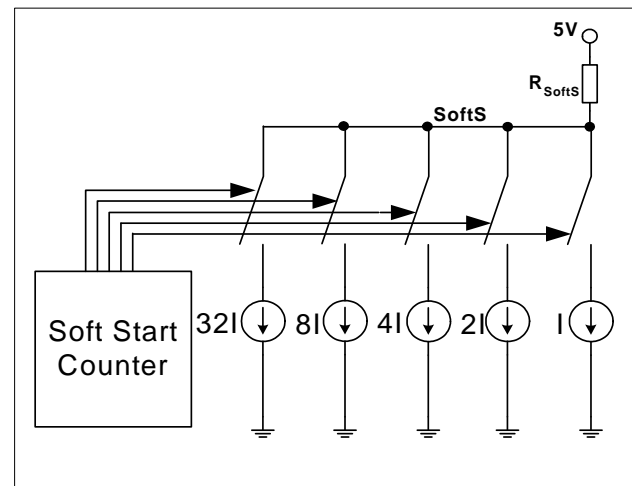 5V
R_SoftS
SoftS
Soft Start
Counter
32I
8I
4I
2I
I